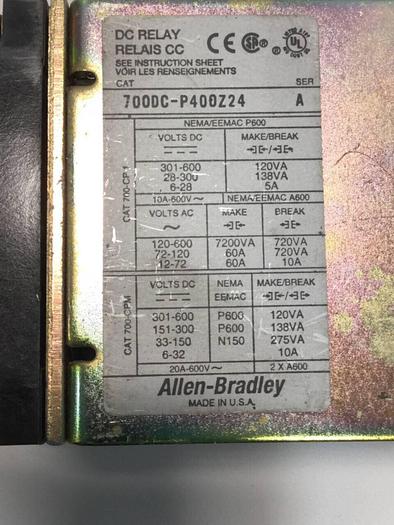 DC RELAY
RELAIS CC
CE SA ® UL ®
SEE INSTRUCTION SHEET
VOIR LES RENSEIGNEMENTS
CAT SER
700DC-P400Z24 A
NEMA/EEMAC P600
VOLTS DC MAKE/BREAK
301-600 120VA
28-300 138VA
6-28 5A
CAT 700-CP1
10A-600V~ NEMA/EEMAC A600
VOLTS AC MAKE BREAK
120-600 7200VA 720VA
72-120 60A 720VA
12-72 60A 10A
VOLTS DC NEMA EEMAC MAKE/BREAK
301-600 P600 120VA
151-300 P600 138VA
33-150 N150 275VA
6-32 10A
CAT 700-CPM
20A-600V~ 2 X A600
Allen-Bradley
MADE IN U.S.A.